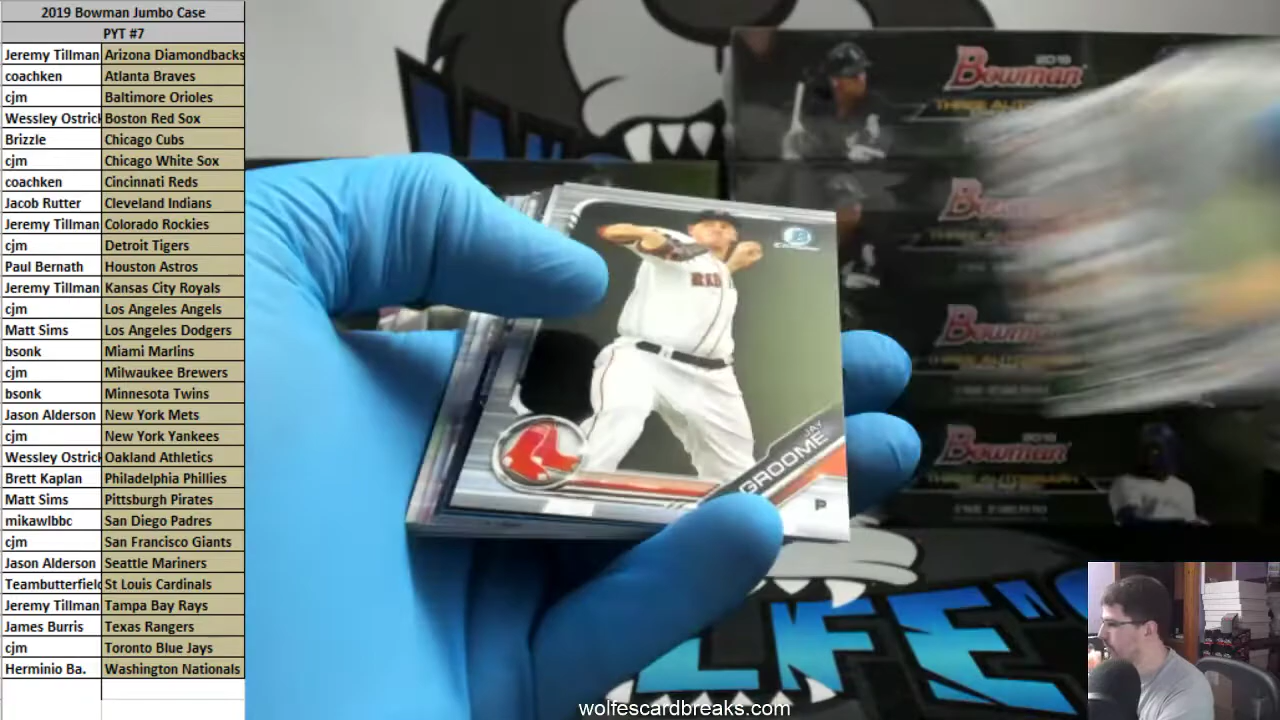 2019 Bowman Jumbo Case
PYT #7
Jeremy Tillman Arizona Diamondbacks
coachken Atlanta Braves
cjm Baltimore Orioles
Wessley Ostrick Boston Red Sox
Brizzle Chicago Cubs
cjm Chicago White Sox
coachken Cincinnati Reds
Jacob Rutter Cleveland Indians
Jeremy Tillman Colorado Rockies
cjm Detroit Tigers
Paul Bernath Houston Astros
Jeremy Tillman Kansas City Royals
cjm Los Angeles Angels
Matt Sims Los Angeles Dodgers
bsonk Miami Marlins
cjm Milwaukee Brewers
bsonk Minnesota Twins
Jason Alderson New York Mets
cjm New York Yankees
Wessley Ostrick Oakland Athletics
Brett Kaplan Philadelphia Phillies
Matt Sims Pittsburgh Pirates
mikawlbbc San Diego Padres
cjm San Francisco Giants
Jason Alderson Seattle Mariners
Teambutterfield St Louis Cardinals
Jeremy Tillman Tampa Bay Rays
James Burris Texas Rangers
cjm Toronto Blue Jays
Herminio Ba. Washington Nationals
2019
Bowman
Bowman
Bowman
RED
JAY
GROOME
P
LFE'S
wolfescardbreaks.com